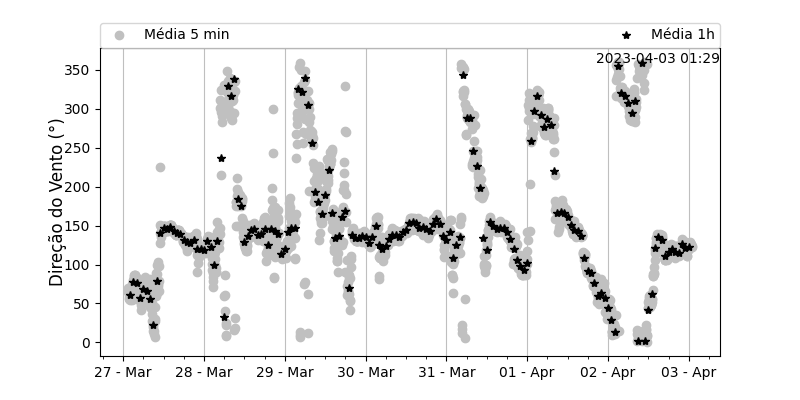 Média 5 min
Média 1h
2023-04-03 01:29
Direção do Vento (°)
350
300
250
200
150
100
50
0
27 - Mar
28 - Mar
29 - Mar
30 - Mar
31 - Mar
01 - Apr
02 - Apr
03 - Apr